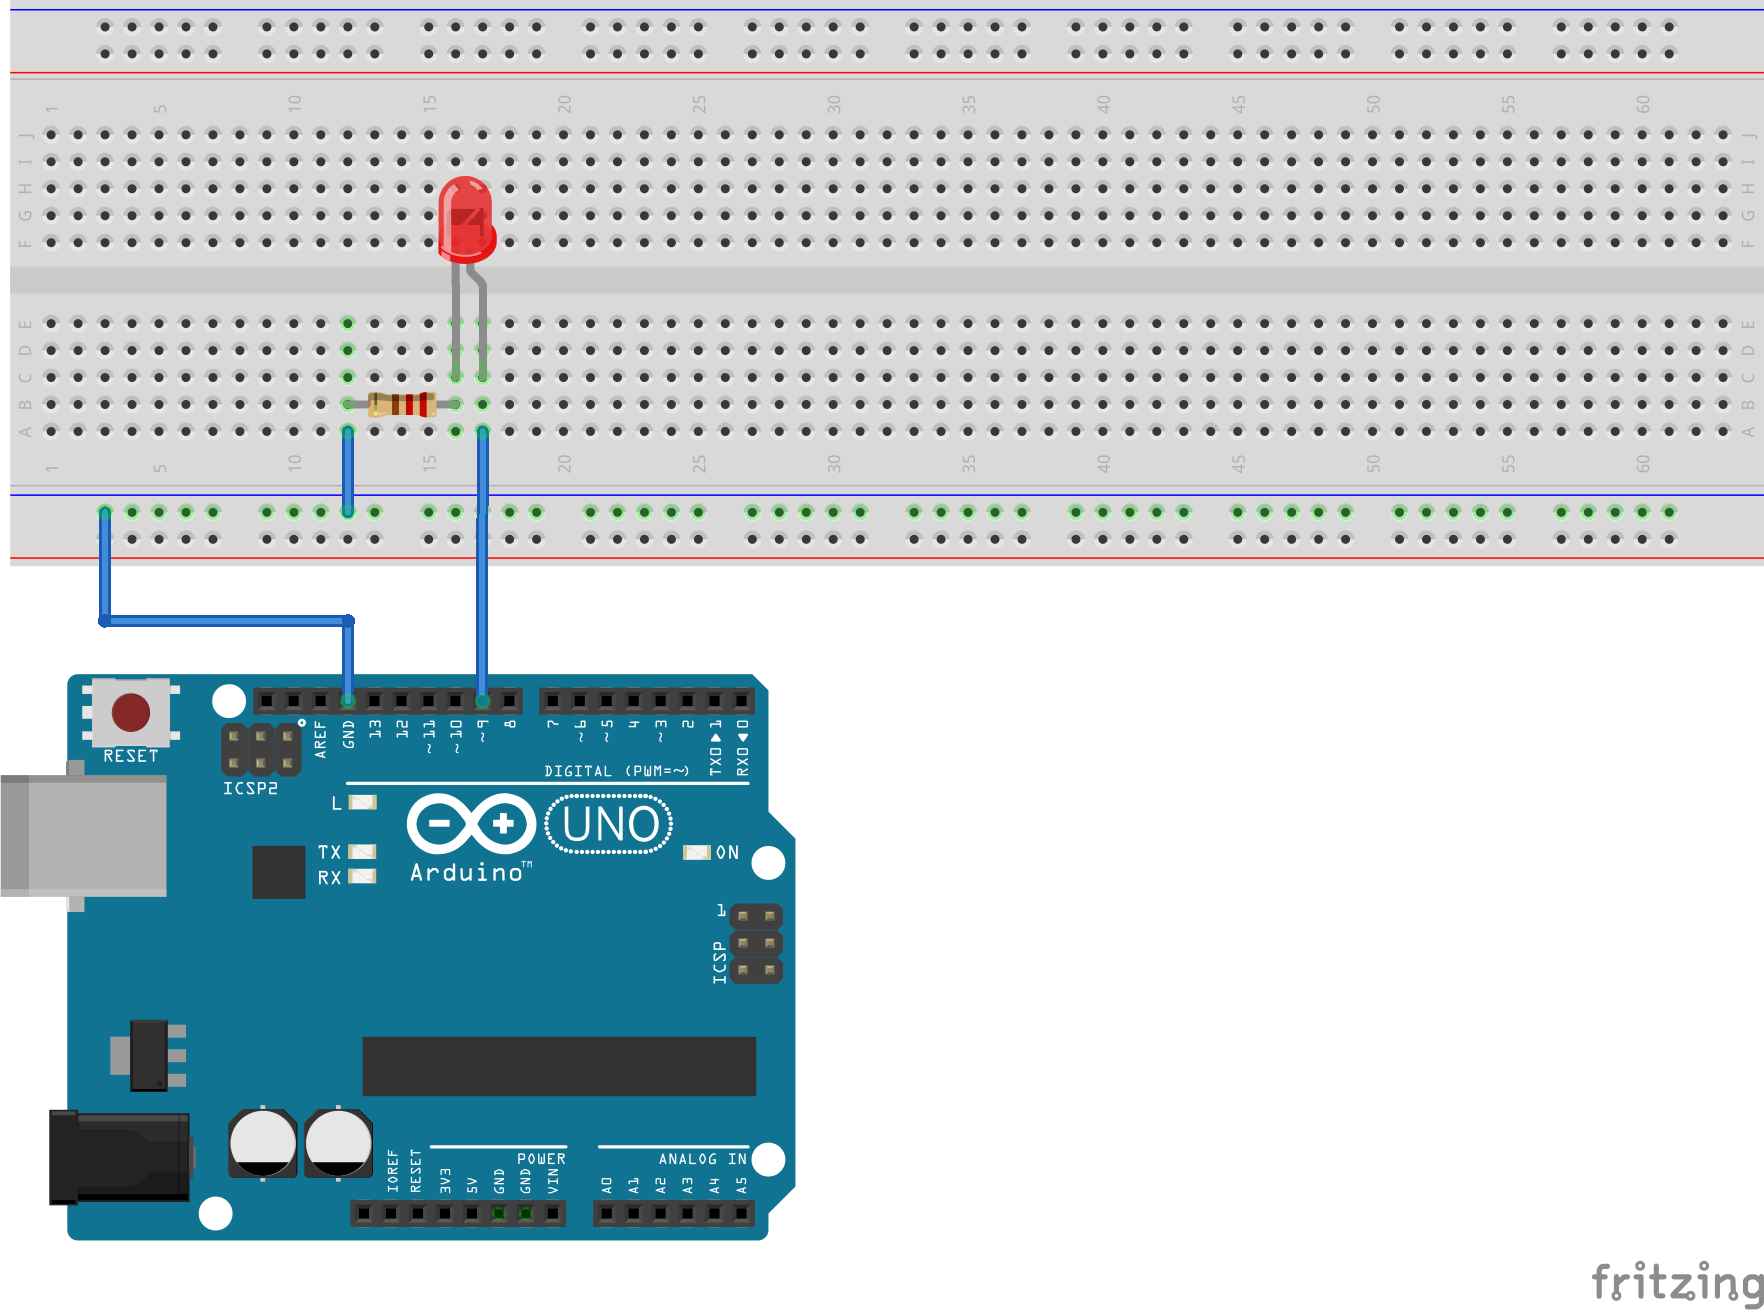 1 5 10 15 20 25 30 35 40 45 50 55 60
J J
I I
H H
G G
F F
E E
D D
C C
B B
A A
1 5 10 15 20 25 30 35 40 45 50 55 60
AREF GND 13 12 ~11 ~10 ~9 8 7 ~6 ~5 4 ~3 2 TX0▶1 RX0◀0
RESET
DIGITAL (PWM=~)
ICSP2
L
UNO
TX
RX
ON
Arduino™
1
ICSP
POWER
ANALOG IN
IOREF RESET 3V3 5V GND GND VIN A0 A1 A2 A3 A4 A5
fritzing